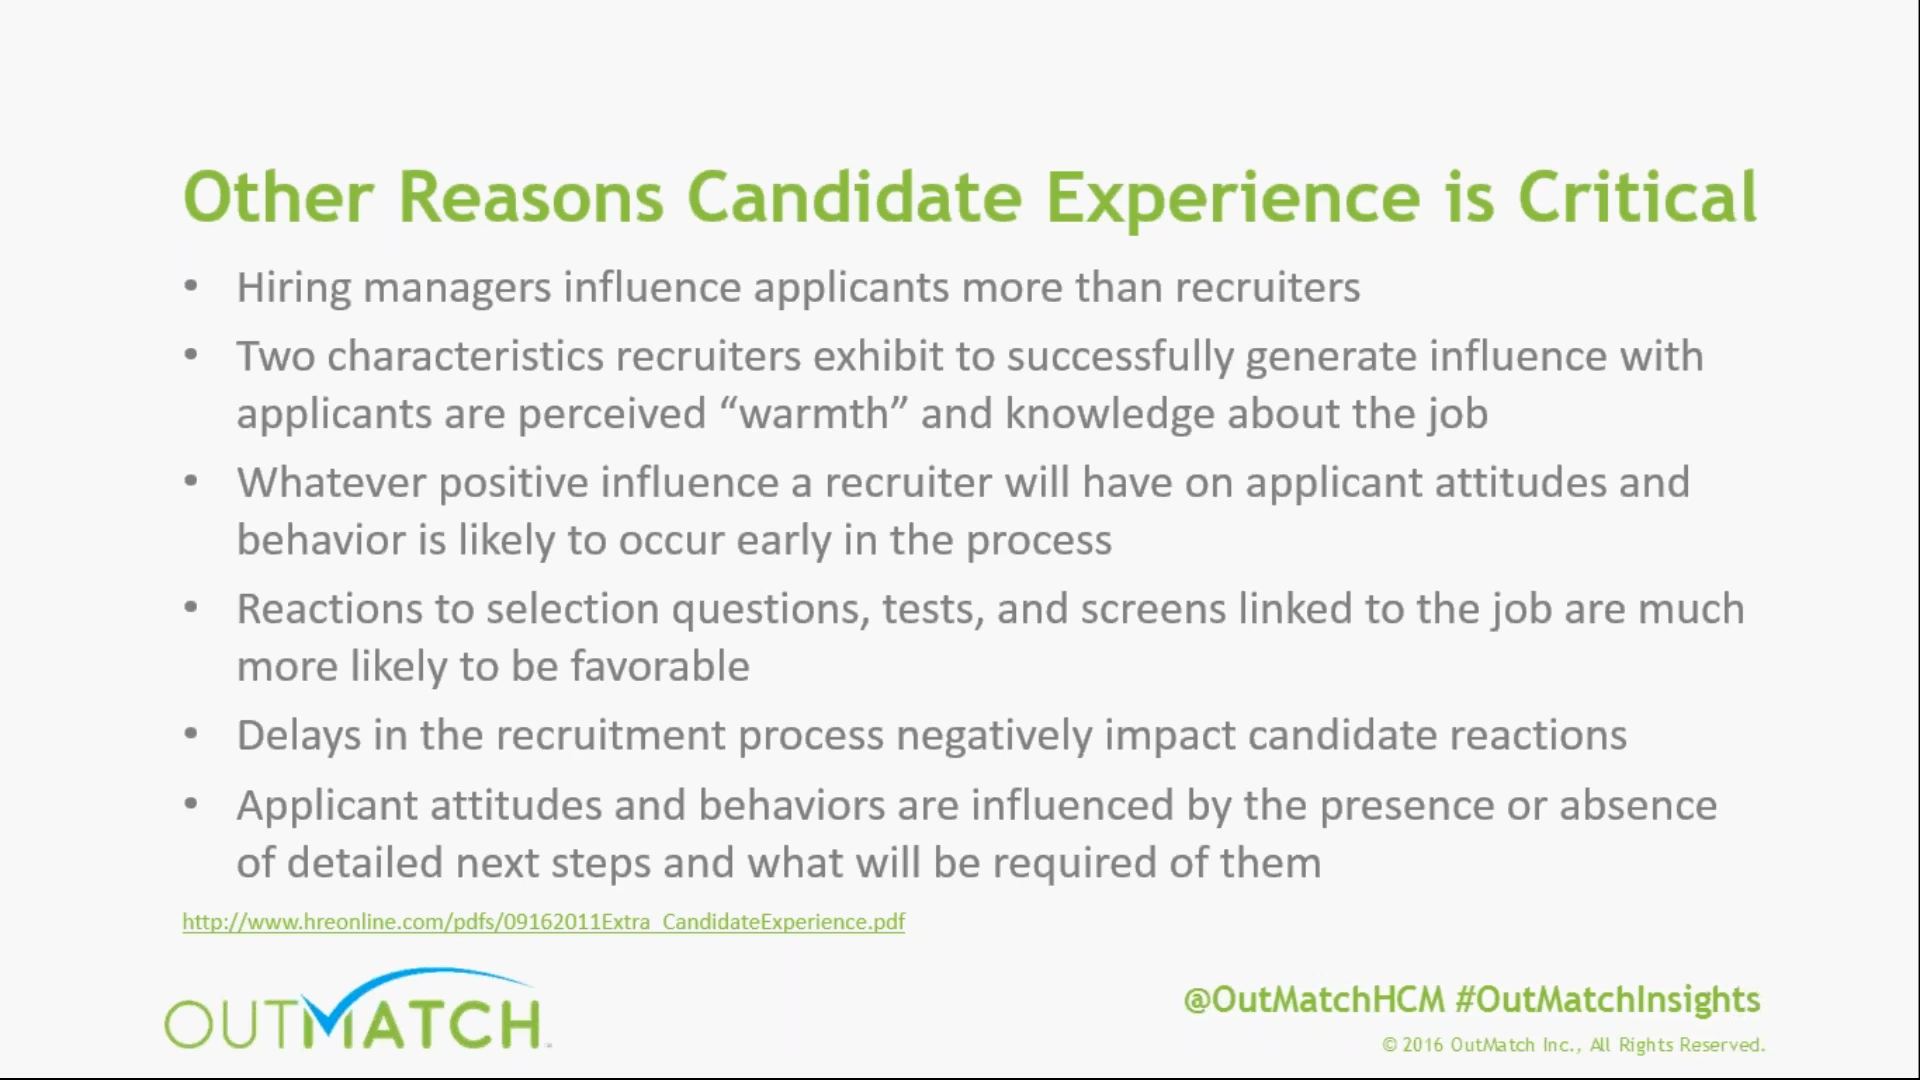 Other Reasons Candidate Experience is Critical
• Hiring managers influence applicants more than recruiters
• Two characteristics recruiters exhibit to successfully generate influence with
applicants are perceived “warmth” and knowledge about the job
• Whatever positive influence a recruiter will have on applicant attitudes and
behavior is likely to occur early in the process
• Reactions to selection questions, tests, and screens linked to the job are much
more likely to be favorable
• Delays in the recruitment process negatively impact candidate reactions
• Applicant attitudes and behaviors are influenced by the presence or absence
of detailed next steps and what will be required of them
http://www.hreonline.com/pdfs/09162011Extra_CandidateExperience.pdf
OUTMATCH
@OutMatchHCM #OutMatchInsights
© 2016 OutMatch Inc., All Rights Reserved.